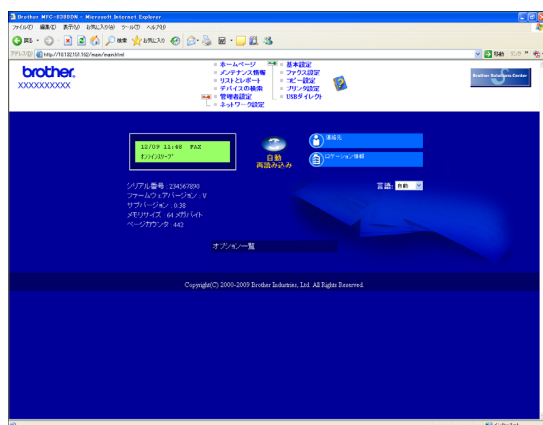 Brother MFC-8380DN - Microsoft Internet Explorer
ファイル(F) 編集(E) 表示(V) お気に入り(A) ツール(T) ヘルプ(H)
戻る 検索 お気に入り
アドレス(D) 移動 リンク
brother.
XXXXXXXXXX
ホームページ
メンテナンス情報
リストとレポート
デバイスの検索
管理者設定
ネットワーク設定
基本設定
ファクス設定
コピー設定
プリンタ設定
USBダイレクト
Brother Solutions Center
12/09 11:48 FAX
オンラインスリープ
自動
再読み込み
連絡先
ロケーション情報
シリアル番号 : 234567890
ファームウェアバージョン : V
サブバージョン : 0.38
メモリサイズ 64 メガバイト
ページカウンタ 442
言語: 自動
オプション一覧
Copyright(C) 2000-2009 Brother Industries, Ltd. All Rights Reserved.